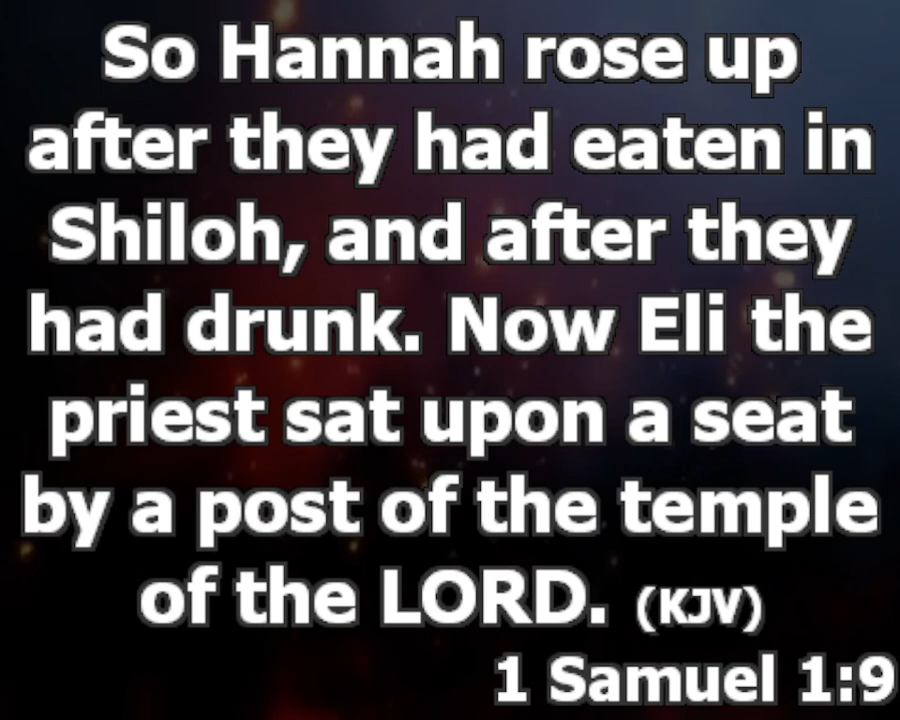 So Hannah rose up
after they had eaten in
Shiloh, and after they
had drunk. Now Eli the
priest sat upon a seat
by a post of the temple
of the LORD. (KJV)
1 Samuel 1:9